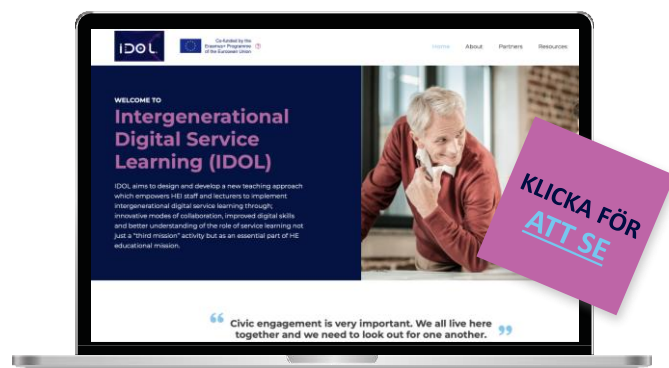 IDOL
Co-funded by the
Erasmus+ Programme
of the European Union
Home About Partners Resources
WELCOME TO
Intergenerational
Digital Service
Learning (IDOL)
IDOL aims to design and develop a new teaching approach
which empowers HEI staff and lecturers to implement
intergenerational digital service learning through;
innovative modes of collaboration, improved digital skills
and better understanding of the role of service learning not
just a "third mission" activity but as an essential part of HE
educational mission.
KLICKA FÖR
ATT SE
“ Civic engagement is very important. We all live here
together and we need to look out for one another. ”